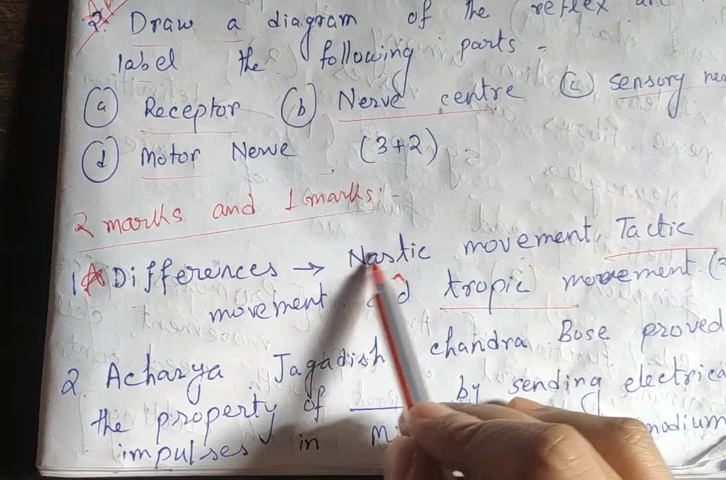 2. Draw a diagram of the reflex
label the following parts -
(a) Receptor (b) Nerve centre (c) sensory
(d) Motor Nerve (3+2)
2 marks and 1 marks:-
1 Differences → Nastic movement, Tactic
movement and tropic movement
2. Acharya Jagadish chandra Bose proved
the property of by sending
impulses in